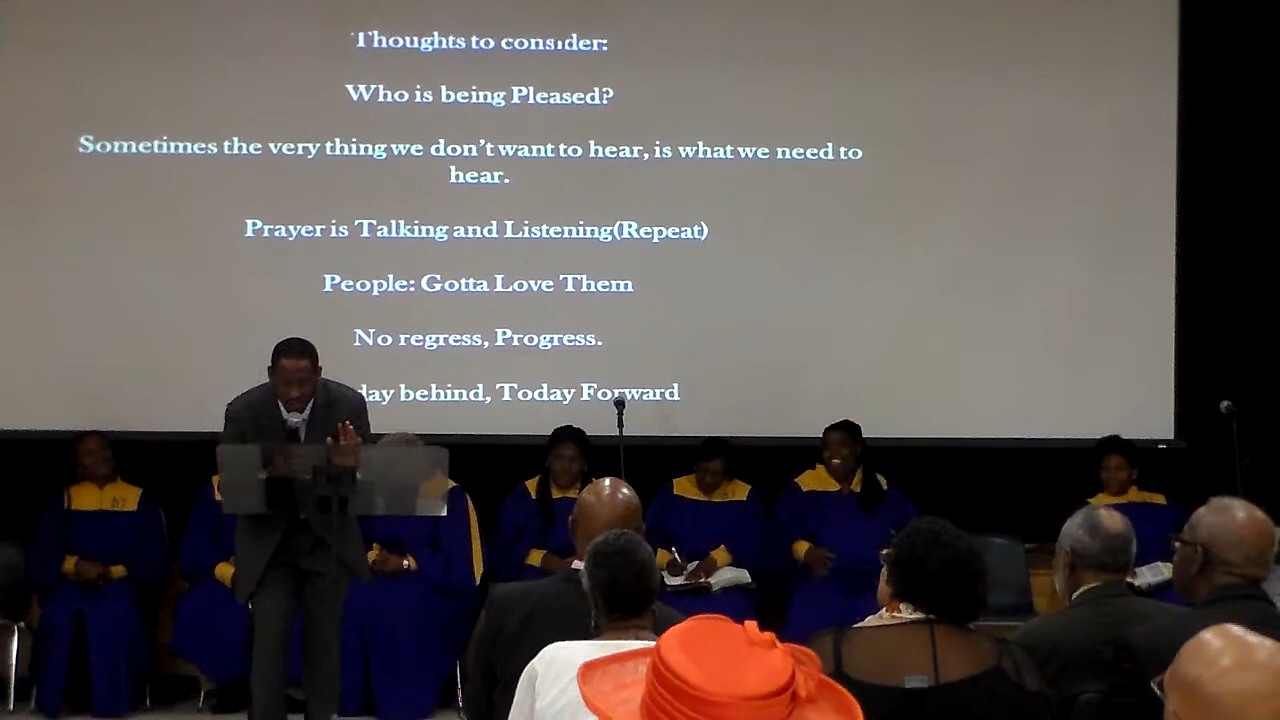 Thoughts to consider:
Who is being Pleased?
Sometimes the very thing we don't want to hear, is what we need to
hear.
Prayer is Talking and Listening(Repeat)
People: Gotta Love Them
No regress, Progress.
behind, Today Forward